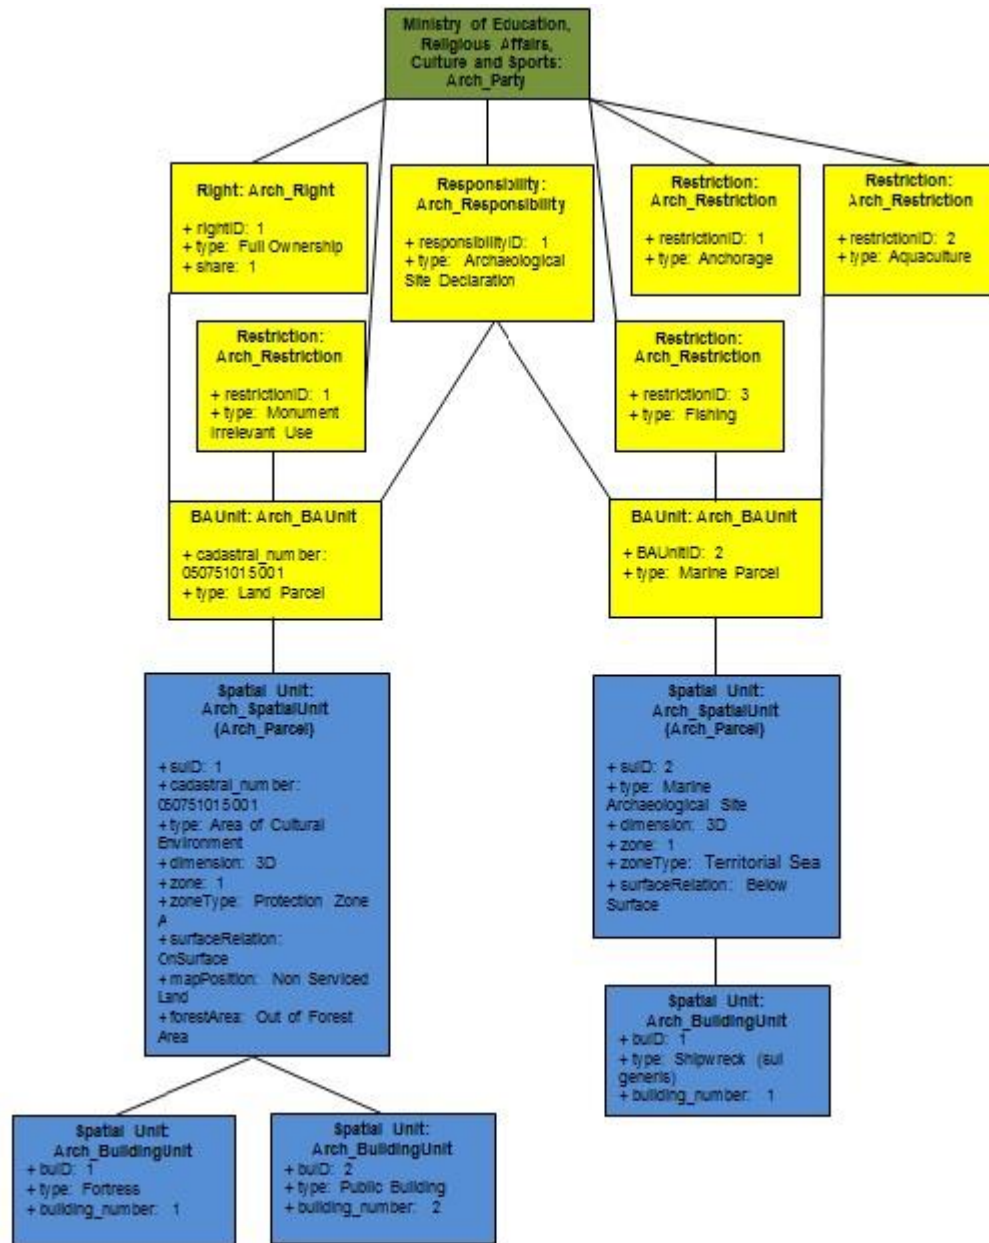 Ministry of Education,
Religious Affairs,
Culture and Sports:
Arch_Party
Right: Arch_Right
+ rightID: 1
+ type: Full Ownership
+ share: 1
Responsibility:
Arch_Responsibility
+ responsibilityID: 1
+ type: Archaeological
Site Declaration
Restriction:
Arch_Restriction
+ restrictionID: 1
+ type: Anchorage
Restriction:
Arch_Restriction
+ restrictionID: 2
+ type: Aquaculture
Restriction:
Arch_Restriction
+ restrictionID: 1
+ type: Monument
Irrelevant Use
Restriction:
Arch_Restriction
+ restrictionID: 3
+ type: Fishing
BAUnit: Arch_BAUnit
+ cadastral_number:
050751015001
+ type: Land Parcel
BAUnit: Arch_BAUnit
+ BAUnitID: 2
+ type: Marine Parcel
Spatial Unit:
Arch_SpatialUnit
(Arch_Parcel)
+ suID: 1
+ cadastral_number:
050751015001
+ type: Area of Cultural
Environment
+ dimension: 3D
+ zone: 1
+ zoneType: Protection Zone
A
+ surfaceRelation:
OnSurface
+ mapPosition: Non Serviced
Land
+ forestArea: Out of Forest
Area
Spatial Unit:
Arch_SpatialUnit
(Arch_Parcel)
+ suID: 2
+ type: Marine
Archaeological Site
+ dimension: 3D
+ zone: 1
+ zoneType: Territorial Sea
+ surfaceRelation: Below
Surface
Spatial Unit:
Arch_BuildingUnit
+ buID: 1
+ type: Shipwreck (sui
generis)
+ building_number: 1
Spatial Unit:
Arch_BuildingUnit
+ buID: 1
+ type: Fortress
+ building_number: 1
Spatial Unit:
Arch_BuildingUnit
+ buID: 2
+ type: Public Building
+ building_number: 2